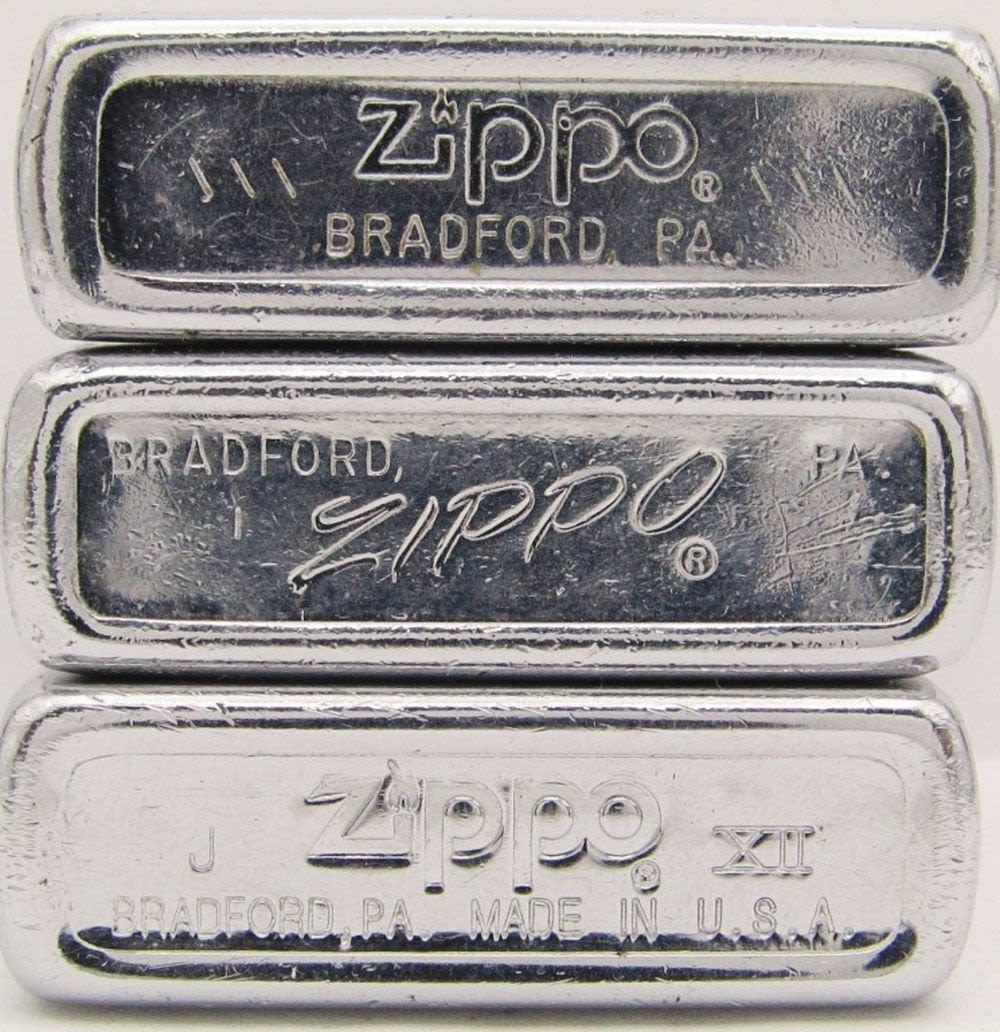 Zippo ®
\ \ \ \ \ \
BRADFORD, PA.
BRADFORD, PA.
| ZIPPO ®
J Zippo ® XII
BRADFORD, PA. MADE IN U.S.A.